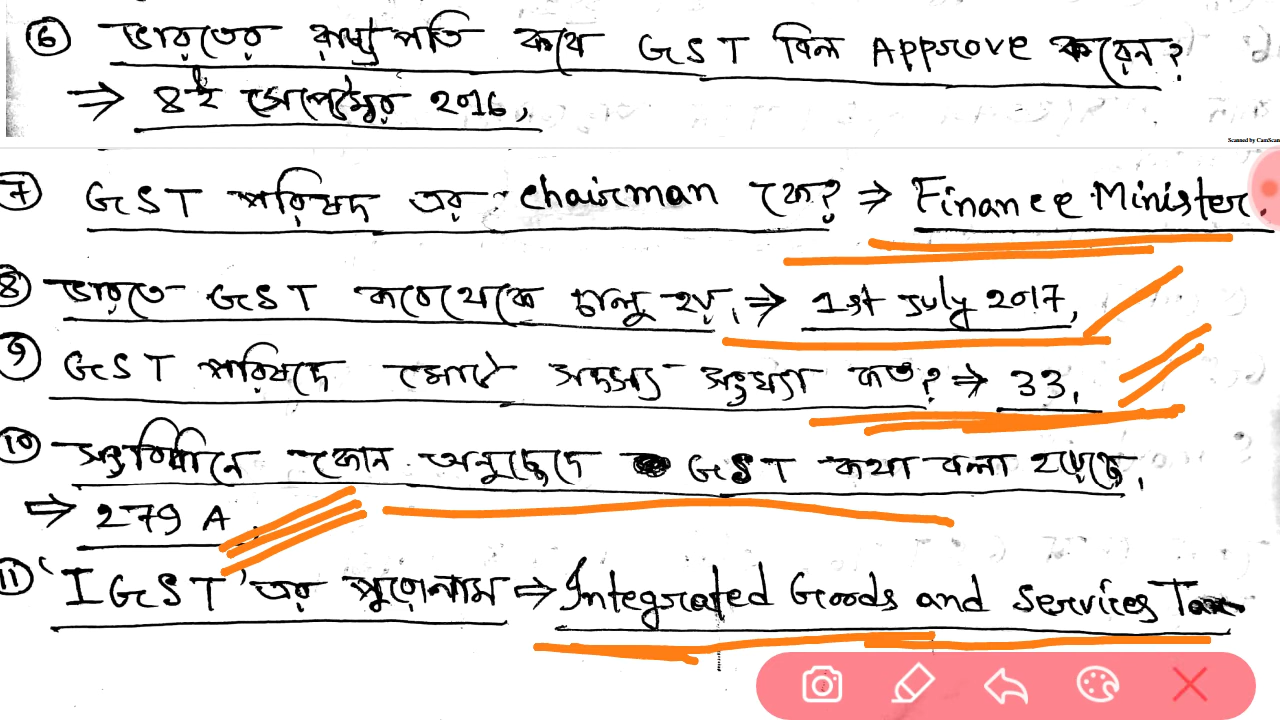 ⑥ ভারতের রাষ্ট্রপতি কবে GST বিল Approve করেন?
⇒ 8ই সেপ্টেম্বর ২016,
Scanned by CamScan
⑦ GST পরিষদ এর chairman কে? ⇒ Finance Minister.
⑧ ভারতে GST কবে থেকে চালু হয়, ⇒ 1st July 2017,
⑨ GST পরিষদে মোট সদস্য সংখ্যা কত? ⇒ 33,
⑩ সংবিধানে কোন অনুচ্ছেদে GST কথা বলা হয়েছে,
⇒ 279 A.
⑪ 'IGST' এর পুরোনাম ⇒ Integrated Goods and Services Tax